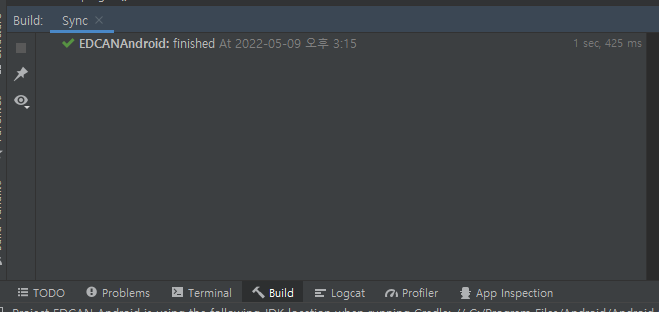 Build: Sync
EDCANAndroid: finished At 2022-05-09 오후 3:15 1 sec, 425 ms
TODO Problems Terminal Build Logcat Profiler App Inspection
Project EDCAN Android is using the following JDK location when running Gradle: // C:/Program Files/Android/Android